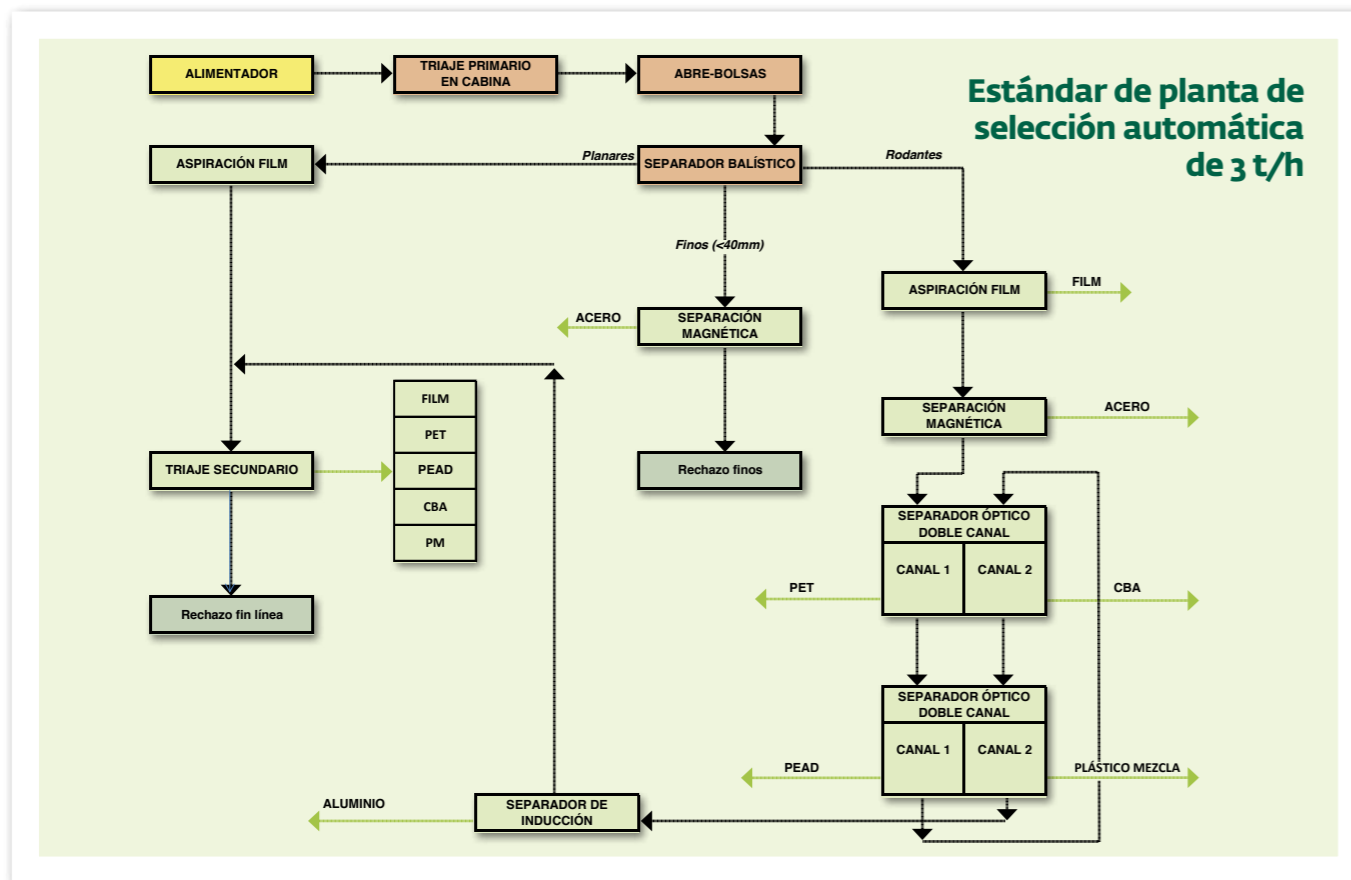 Estándar de planta de
selección automática
de 3 t/h
ALIMENTADOR
TRIAJE PRIMARIO
EN CABINA
ABRE-BOLSAS
ASPIRACIÓN FILM
Planares
SEPARADOR BALÍSTICO
Rodantes
Finos (<40mm)
ASPIRACIÓN FILM
FILM
ACERO
SEPARACIÓN
MAGNÉTICA
FILM
PET
PEAD
CBA
PM
SEPARACIÓN
MAGNÉTICA
ACERO
TRIAJE SECUNDARIO
Rechazo finos
SEPARADOR ÓPTICO
DOBLE CANAL
CANAL 1
CANAL 2
PET
CBA
Rechazo fin línea
SEPARADOR ÓPTICO
DOBLE CANAL
CANAL 1
CANAL 2
PEAD
PLÁSTICO MEZCLA
ALUMINIO
SEPARADOR DE
INDUCCIÓN